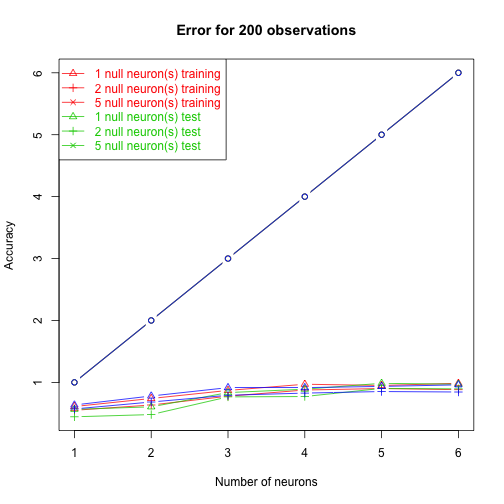 Error for 200 observations
1 null neuron(s) training
2 null neuron(s) training
5 null neuron(s) training
1 null neuron(s) test
2 null neuron(s) test
5 null neuron(s) test
Accuracy
6
5
4
3
2
1
1 2 3 4 5 6
Number of neurons